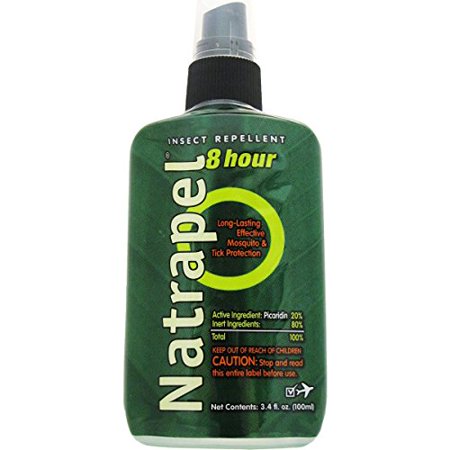 INSECT REPELLENT
Natrapel®
8 hour
Long-Lasting
Effective
Mosquito &
Tick Protection
Active Ingredient: Picaridin 20%
Inert Ingredients: 80%
Total 100%
KEEP OUT OF REACH OF CHILDREN
CAUTION: Stop and read
this entire label before use.
Net Contents: 3.4 fl. oz. (100ml)